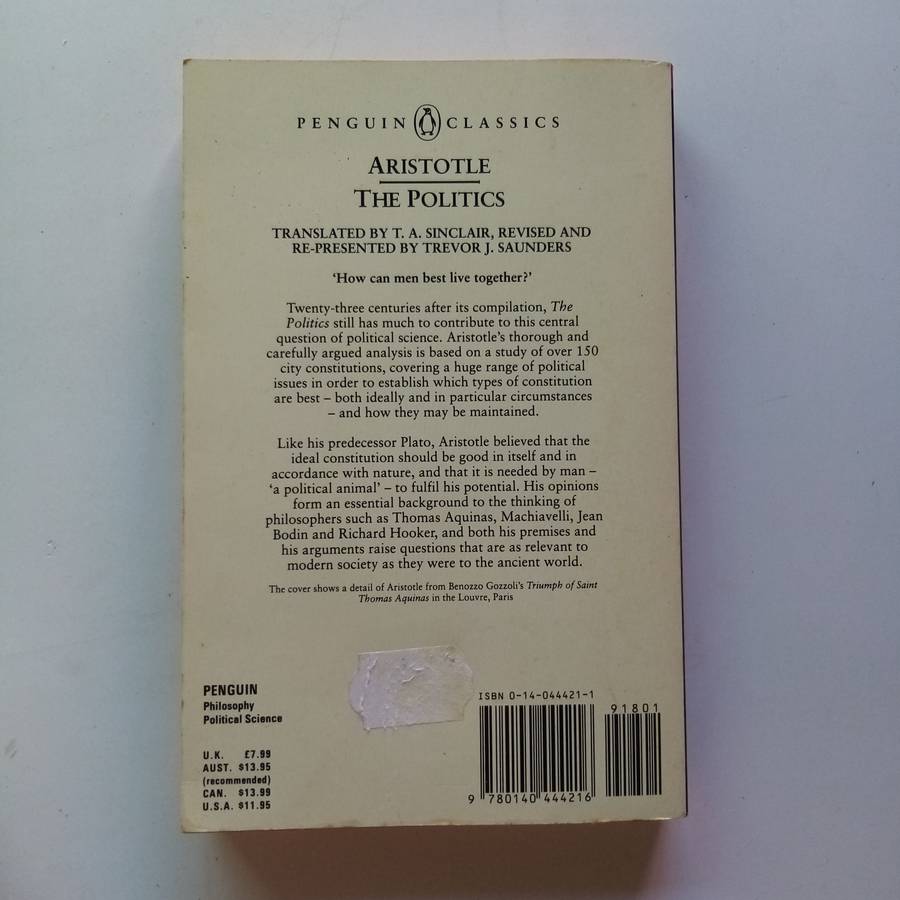 PENGUIN CLASSICS
ARISTOTLE
THE POLITICS
TRANSLATED BY T. A. SINCLAIR, REVISED AND
RE-PRESENTED BY TREVOR J. SAUNDERS
‘How can men best live together?’
Twenty-three centuries after its compilation, The
Politics still has much to contribute to this central
question of political science. Aristotle’s thorough and
carefully argued analysis is based on a study of over 150
city constitutions, covering a huge range of political
issues in order to establish which types of constitution
are best – both ideally and in particular circumstances
– and how they may be maintained.
Like his predecessor Plato, Aristotle believed that the
ideal constitution should be good in itself and in
accordance with nature, and that it is needed by man –
‘a political animal’ – to fulfil his potential. His opinions
form an essential background to the thinking of
philosophers such as Thomas Aquinas, Machiavelli, Jean
Bodin and Richard Hooker, and both his premises and
his arguments raise questions that are as relevant to
modern society as they were to the ancient world.
The cover shows a detail of Aristotle from Benozzo Gozzoli’s Triumph of Saint
Thomas Aquinas in the Louvre, Paris
PENGUIN
Philosophy
Political Science
U.K. £7.99
AUST. $13.95
(recommended)
CAN. $13.99
U.S.A. $11.95
ISBN 0-14-044421-1
91801
9 780140 444216